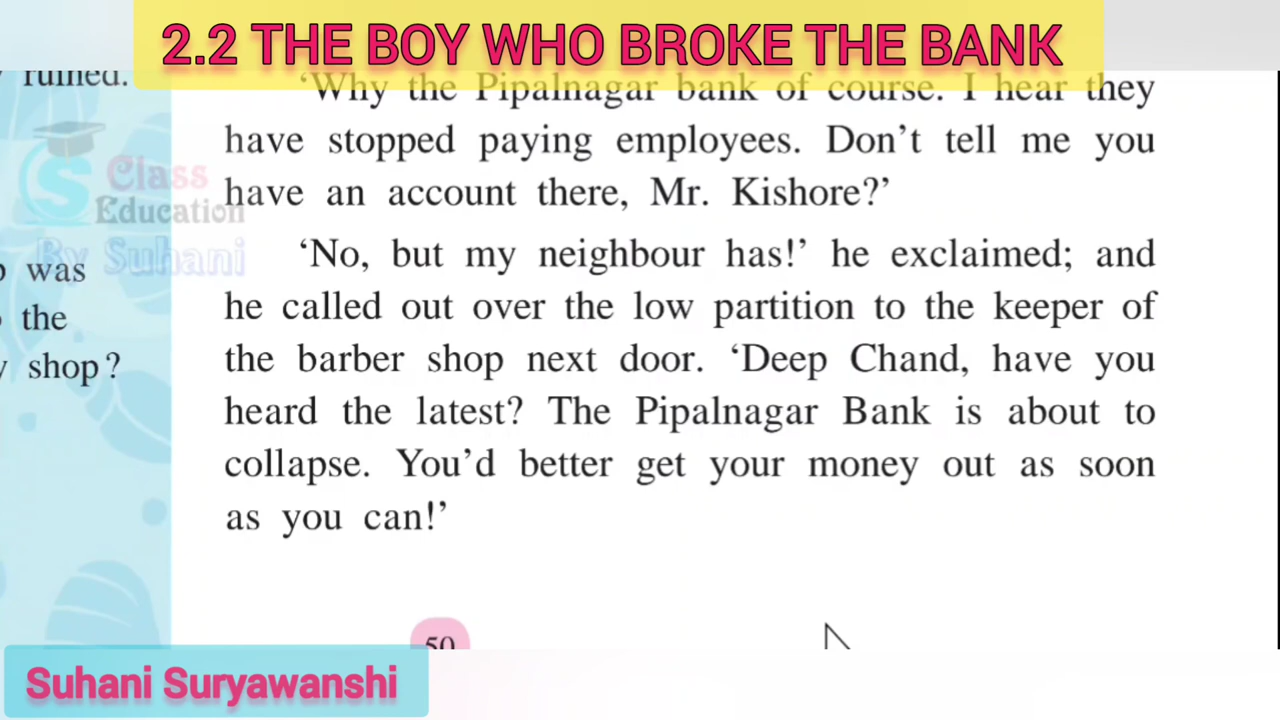 2.2 THE BOY WHO BROKE THE BANK
ruined.
‘Why the Pipalnagar bank of course. I hear they
have stopped paying employees. Don’t tell me you
have an account there, Mr. Kishore?’
Class
Education
By Suhani
was
the
shop?
‘No, but my neighbour has!’ he exclaimed; and
he called out over the low partition to the keeper of
the barber shop next door. ‘Deep Chand, have you
heard the latest? The Pipalnagar Bank is about to
collapse. You’d better get your money out as soon
as you can!’
50
Suhani Suryawanshi